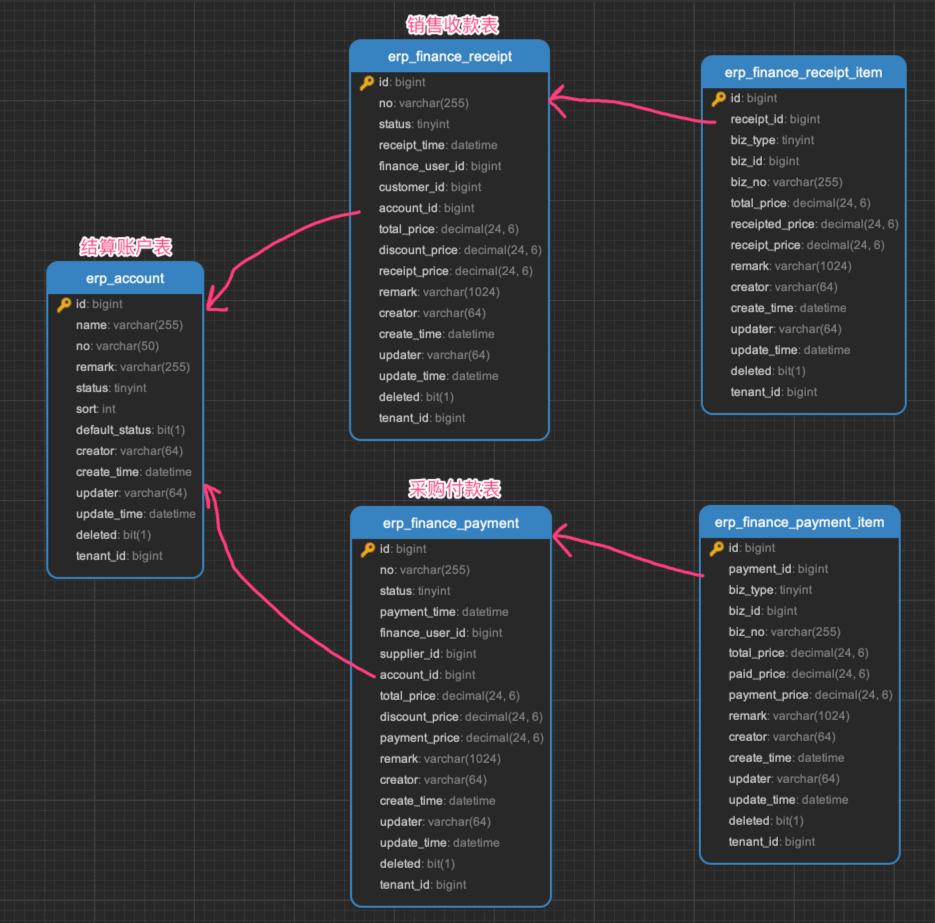 销售收款表
erp_finance_receipt
id: bigint
no: varchar(255)
status: tinyint
receipt_time: datetime
finance_user_id: bigint
customer_id: bigint
account_id: bigint
total_price: decimal(24, 6)
discount_price: decimal(24, 6)
receipt_price: decimal(24, 6)
remark: varchar(1024)
creator: varchar(64)
create_time: datetime
updater: varchar(64)
update_time: datetime
deleted: bit(1)
tenant_id: bigint
erp_finance_receipt_item
id: bigint
receipt_id: bigint
biz_type: tinyint
biz_id: bigint
biz_no: varchar(255)
total_price: decimal(24, 6)
receipted_price: decimal(24, 6)
receipt_price: decimal(24, 6)
remark: varchar(1024)
creator: varchar(64)
create_time: datetime
updater: varchar(64)
update_time: datetime
deleted: bit(1)
tenant_id: bigint
结算账户表
erp_account
id: bigint
name: varchar(255)
no: varchar(50)
remark: varchar(255)
status: tinyint
sort: int
default_status: bit(1)
creator: varchar(64)
create_time: datetime
updater: varchar(64)
update_time: datetime
deleted: bit(1)
tenant_id: bigint
采购付款表
erp_finance_payment
id: bigint
no: varchar(255)
status: tinyint
payment_time: datetime
finance_user_id: bigint
supplier_id: bigint
account_id: bigint
total_price: decimal(24, 6)
discount_price: decimal(24, 6)
payment_price: decimal(24, 6)
remark: varchar(1024)
creator: varchar(64)
create_time: datetime
updater: varchar(64)
update_time: datetime
deleted: bit(1)
tenant_id: bigint
erp_finance_payment_item
id: bigint
payment_id: bigint
biz_type: tinyint
biz_id: bigint
biz_no: varchar(255)
total_price: decimal(24, 6)
paid_price: decimal(24, 6)
payment_price: decimal(24, 6)
remark: varchar(1024)
creator: varchar(64)
create_time: datetime
updater: varchar(64)
update_time: datetime
deleted: bit(1)
tenant_id: bigint